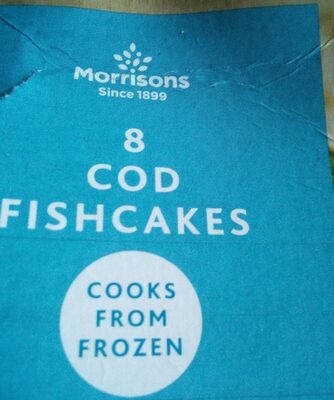 Morrisons
Since 1899
8
COD
FISHCAKES
COOKS
FROM
FROZEN